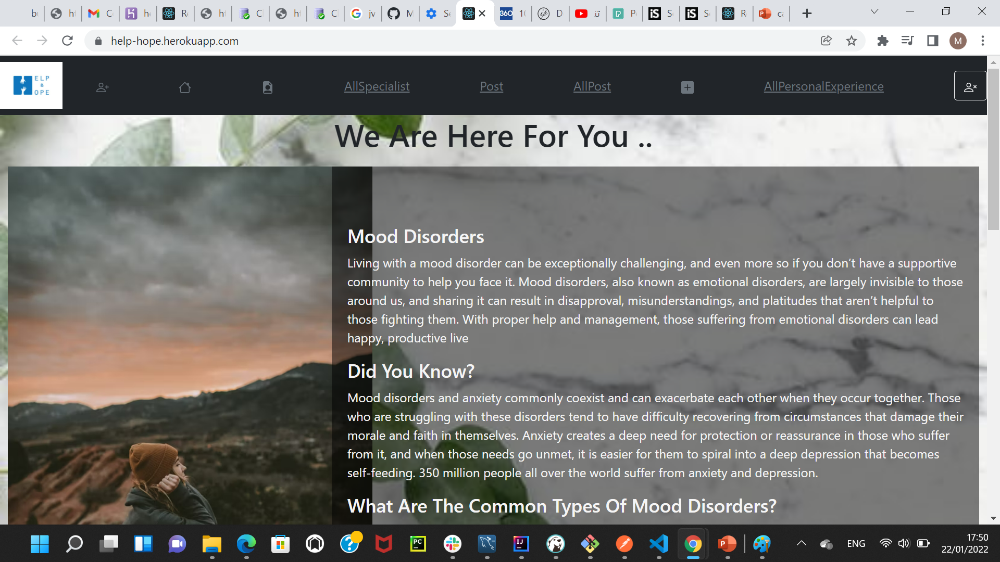 help-hope.herokuapp.com
M
ELP
&
OPE
AllSpecialist
Post
AllPost
AllPersonalExperience
We Are Here For You ..
Mood Disorders
Living with a mood disorder can be exceptionally challenging, and even more so if you don’t have a supportive
community to help you face it. Mood disorders, also known as emotional disorders, are largely invisible to those
around us, and sharing it can result in disapproval, misunderstandings, and platitudes that aren’t helpful to
those fighting them. With proper help and management, those suffering from emotional disorders can lead
happy, productive live
Did You Know?
Mood disorders and anxiety commonly coexist and can exacerbate each other when they occur together. Those
who are struggling with these disorders tend to have difficulty recovering from circumstances that damage their
morale and faith in themselves. Anxiety creates a deep need for protection or reassurance in those who suffer
from it, and when those needs go unmet, it is easier for them to spiral into a deep depression that becomes
self-feeding. 350 million people all over the world suffer from anxiety and depression.
What Are The Common Types Of Mood Disorders?
ENG
17:50
22/01/2022